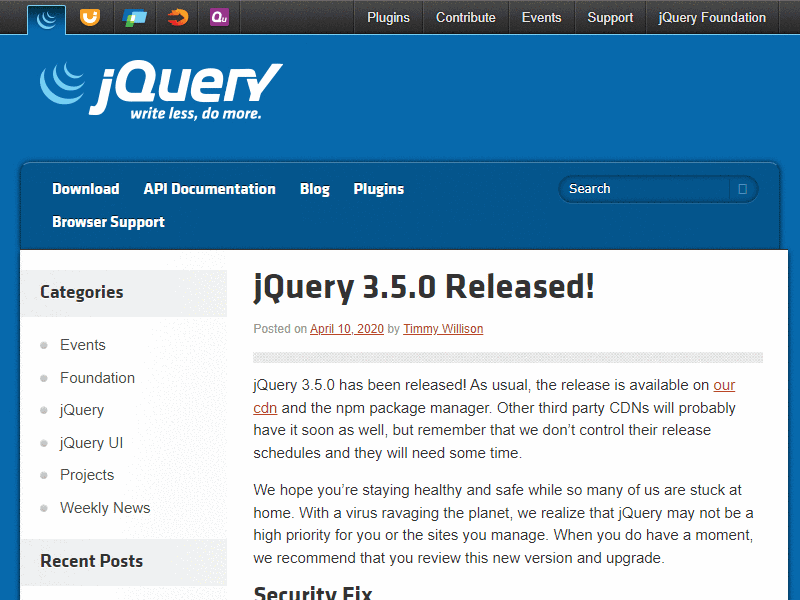 Plugins Contribute Events Support jQuery Foundation
jQuery
write less, do more.
Download API Documentation Blog Plugins
Search
Browser Support
Categories
Events
Foundation
jQuery
jQuery UI
Projects
Weekly News
Recent Posts
jQuery 3.5.0 Released!
Posted on April 10, 2020 by Timmy Willison
jQuery 3.5.0 has been released! As usual, the release is available on our
cdn and the npm package manager. Other third party CDNs will probably
have it soon as well, but remember that we don’t control their release
schedules and they will need some time.
We hope you’re staying healthy and safe while so many of us are stuck at
home. With a virus ravaging the planet, we realize that jQuery may not be a
high priority for you or the sites you manage. When you do have a moment,
we recommend that you review this new version and upgrade.
Security Fix